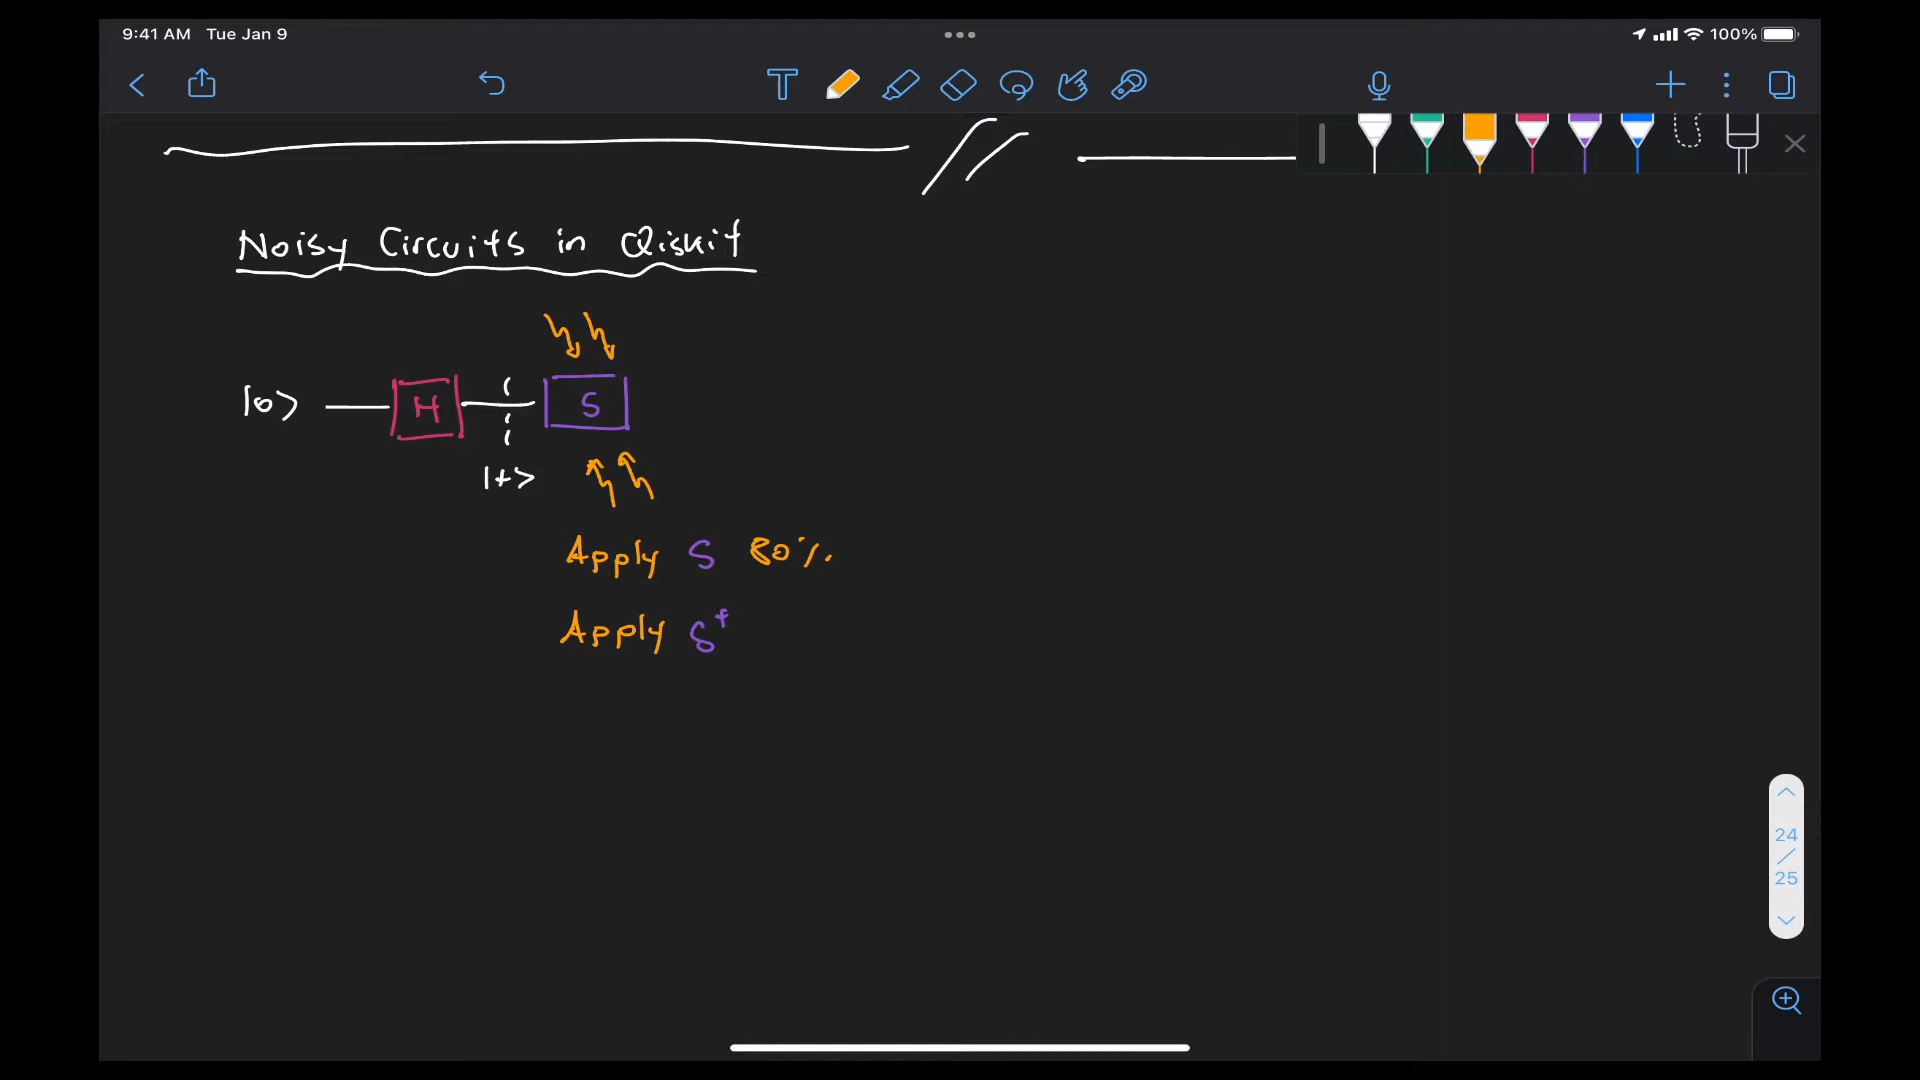 9:41 AM Tue Jan 9
100%
Noisy Circuits in Qiskit
|0> H S
|+>
Apply S 80%
Apply S†
24
/
25